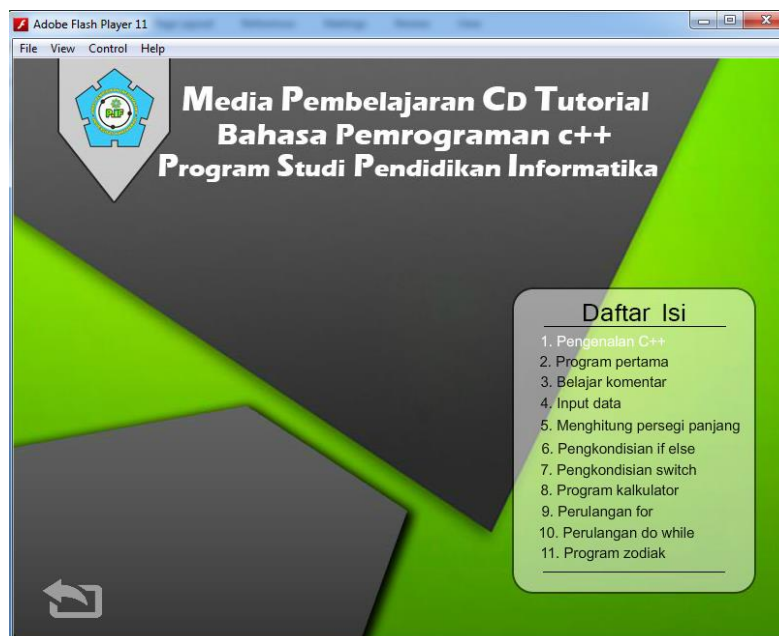 Adobe Flash Player 11
File View Control Help
Media Pembelajaran CD Tutorial
Bahasa Pemrograman c++
Program Studi Pendidikan Informatika
Daftar Isi
1. Pengenalan C++
2. Program pertama
3. Belajar komentar
4. Input data
5. Menghitung persegi panjang
6. Pengkondisian if else
7. Pengkondisian switch
8. Program kalkulator
9. Perulangan for
10. Perulangan do while
11. Program zodiak